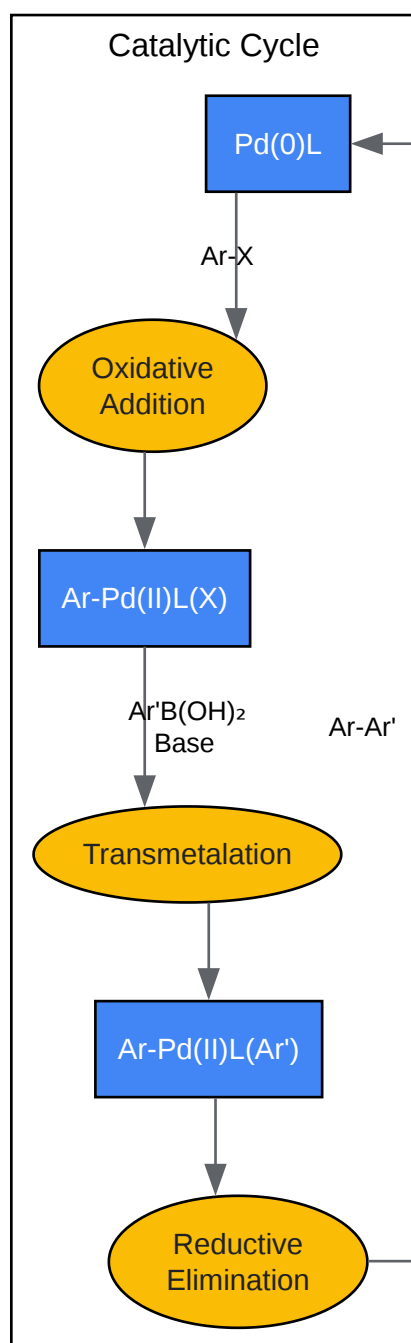 Catalytic Cycle
Pd(0)L
Ar-X
Oxidative
Addition
Ar-Pd(II)L(X)
Ar'B(OH)₂
Base
Ar-Ar'
Transmetalation
Ar-Pd(II)L(Ar')
Reductive
Elimination